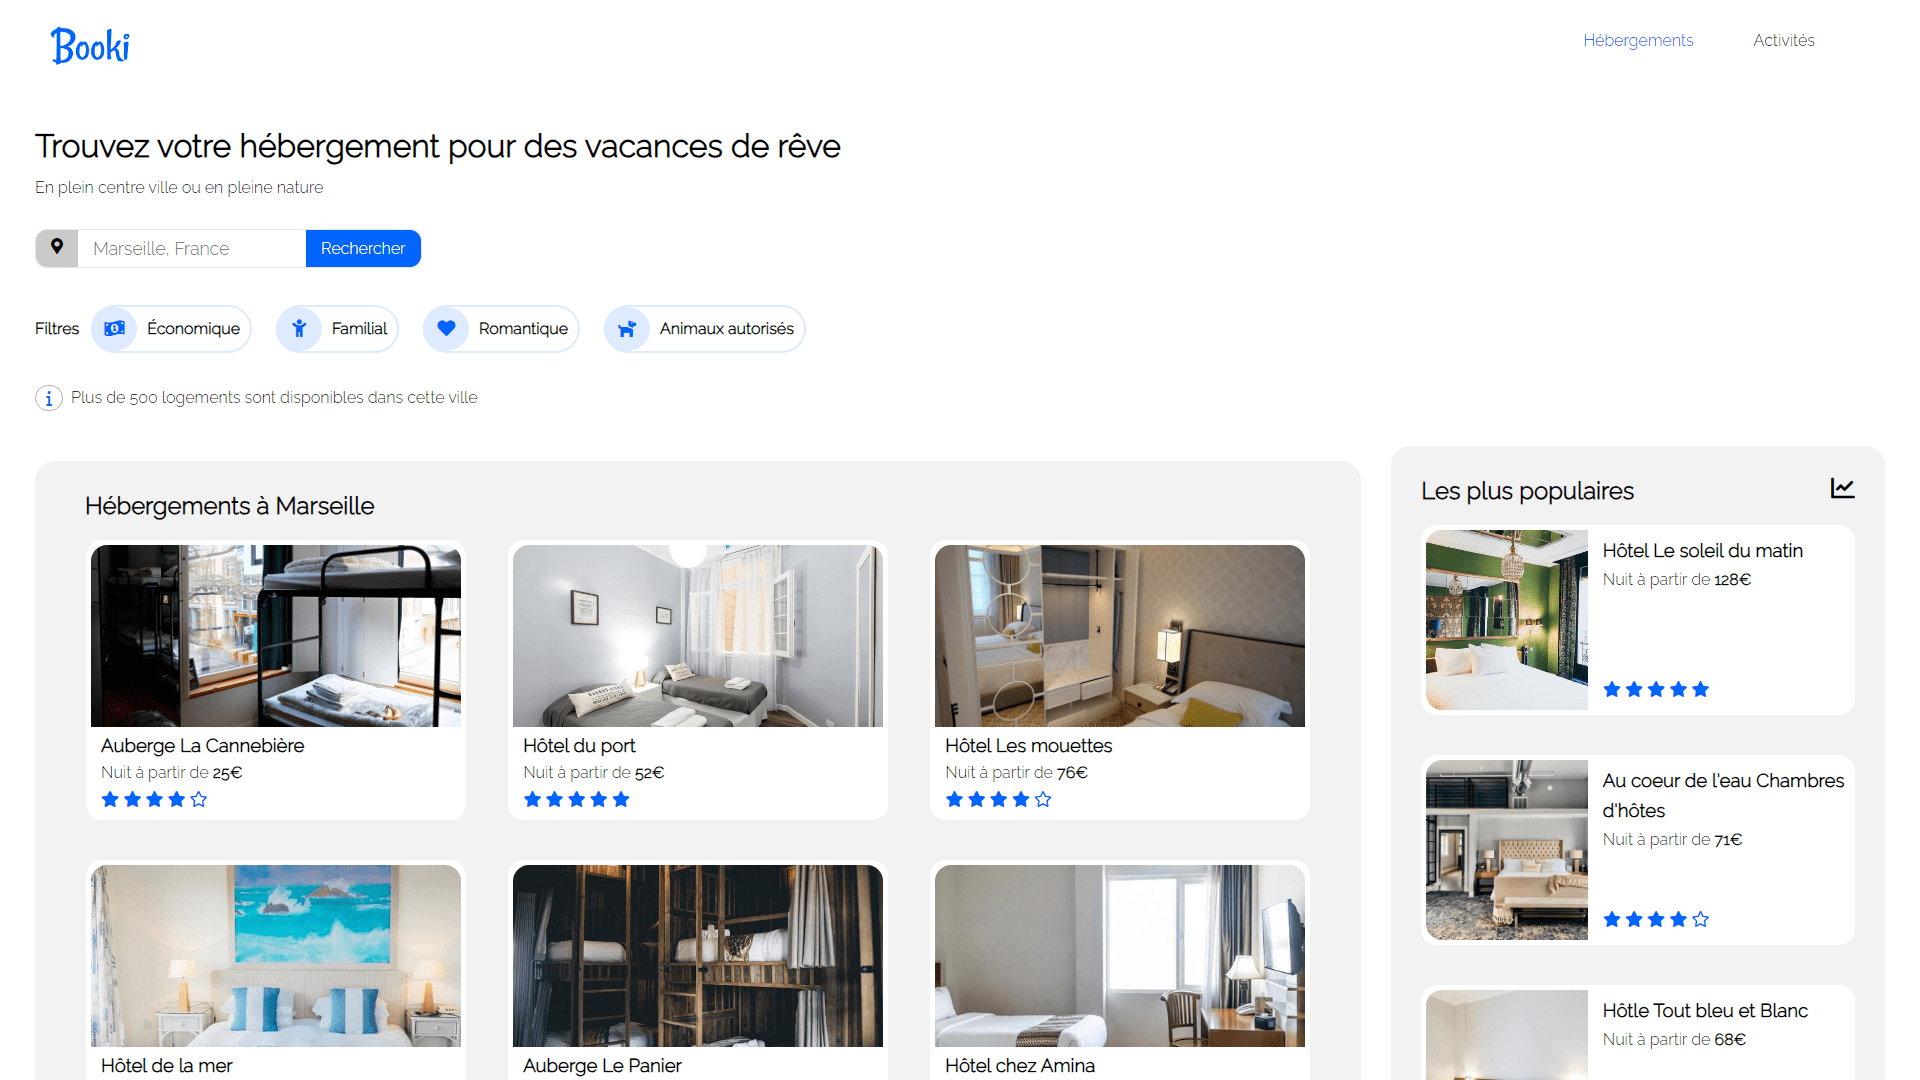 Booki
Hébergements
Activités
Trouvez votre hébergement pour des vacances de rêve
En plein centre ville ou en pleine nature
Marseille, France
Rechercher
Filtres
Économique
Familial
Romantique
Animaux autorisés
Plus de 500 logements sont disponibles dans cette ville
Hébergements à Marseille
Auberge La Cannebière
Nuit à partir de 25€
Hôtel du port
Nuit à partir de 52€
Hôtel Les mouettes
Nuit à partir de 76€
Hôtel de la mer
Auberge Le Panier
Hôtel chez Amina
Les plus populaires
Hôtel Le soleil du matin
Nuit à partir de 128€
Au coeur de l'eau Chambres
d'hôtes
Nuit à partir de 71€
Hôtle Tout bleu et Blanc
Nuit à partir de 68€